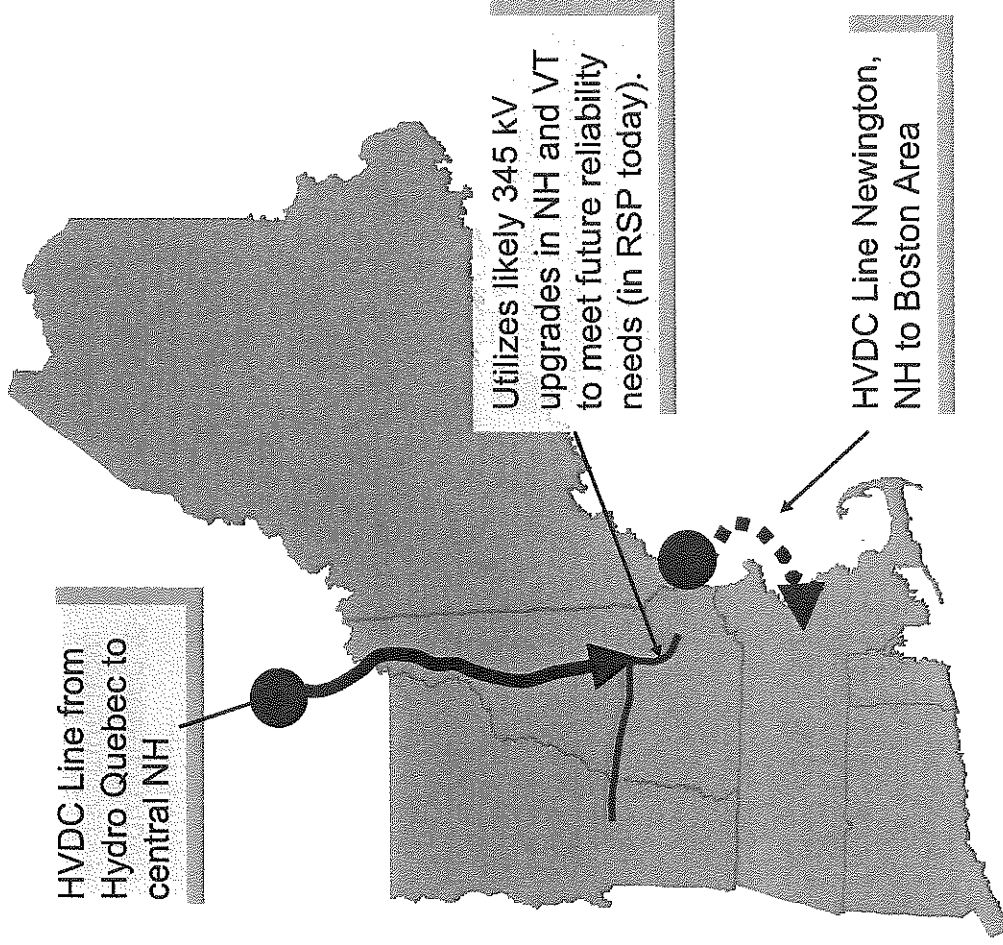 HVDC Line from
Hydro Quebec to
central NH
Utilizes likely 345 kV
upgrades in NH and VT
to meet future reliability
needs (in RSP today).
HVDC Line Newington,
NH to Boston Area